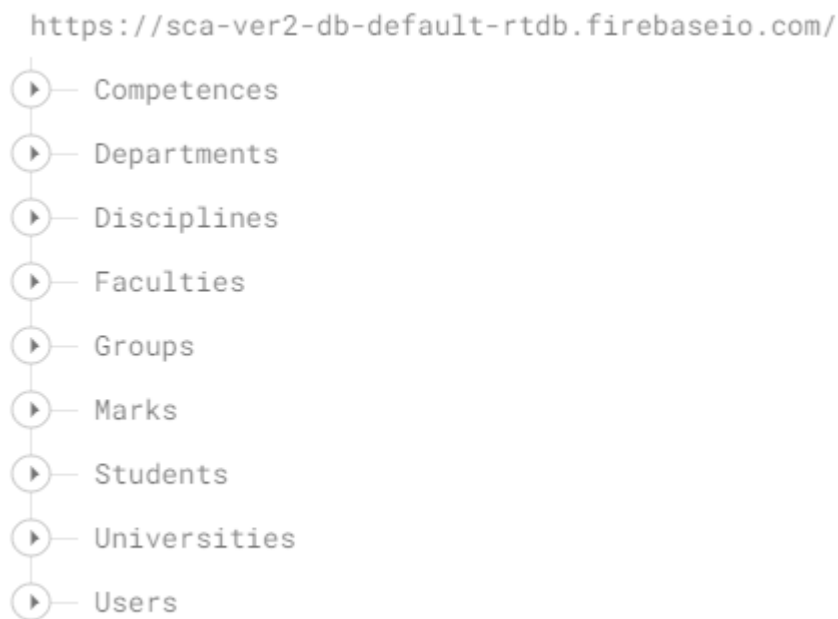 https://sca-ver2-db-default-rtdb.firebaseio.com/
Competences
Departments
Disciplines
Faculties
Groups
Marks
Students
Universities
Users